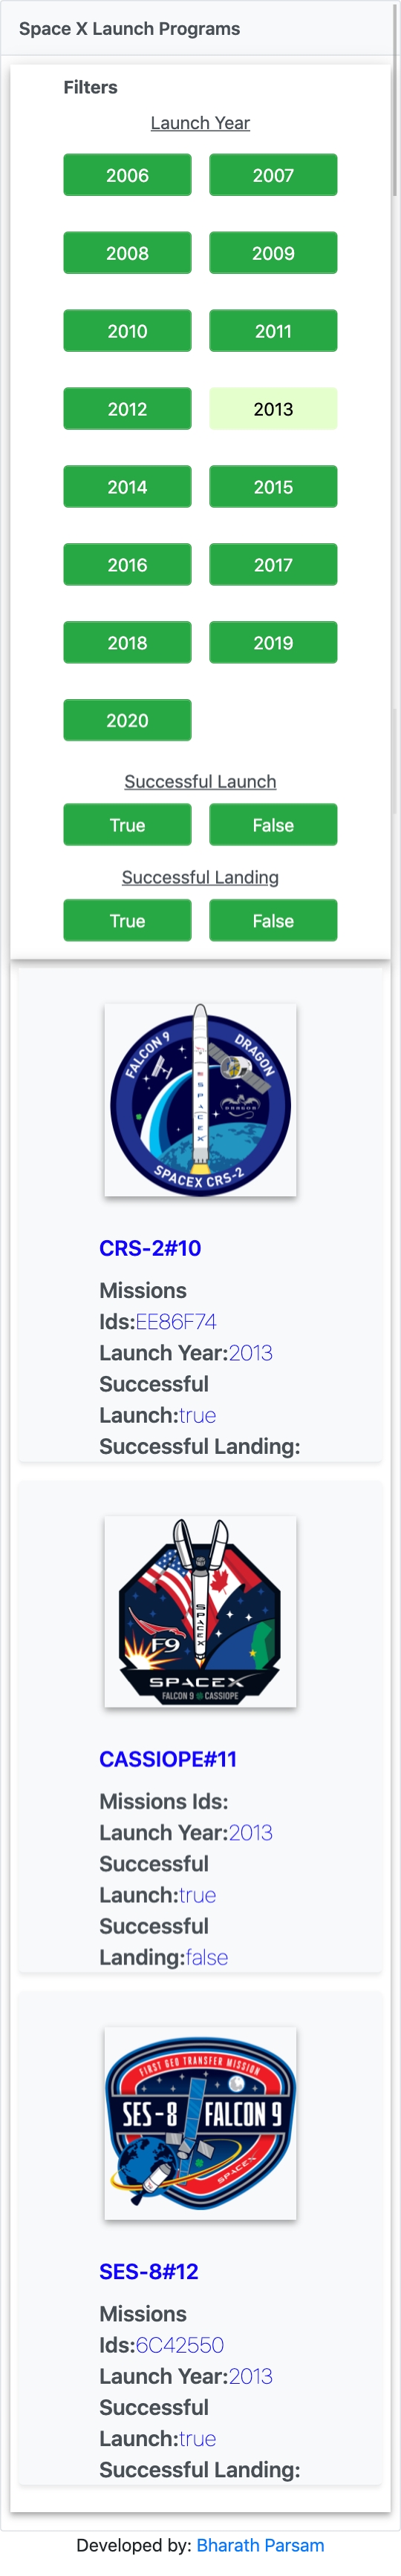 Space X Launch Programs
Filters
Launch Year
2006 2007
2008 2009
2010 2011
2012 2013
2014 2015
2016 2017
2018 2019
2020
Successful Launch
True False
Successful Landing
True False
FALCON 9 DRAGON
SPACEX
DRAGON
SPACEX CRS-2
CRS-2#10
Missions
Ids:EE86F74
Launch Year:2013
Successful
Launch:true
Successful Landing:
SPACEX
F9
SPACEX
FALCON 9 CASSIOPE
CASSIOPE#11
Missions Ids:
Launch Year:2013
Successful
Launch:true
Successful
Landing:false
FIRST GEO TRANSFER MISSION
SES-8 FALCON 9
SPACEX
SES-8#12
Missions
Ids:6C42550
Launch Year:2013
Successful
Launch:true
Successful Landing:
Developed by: Bharath Parsam